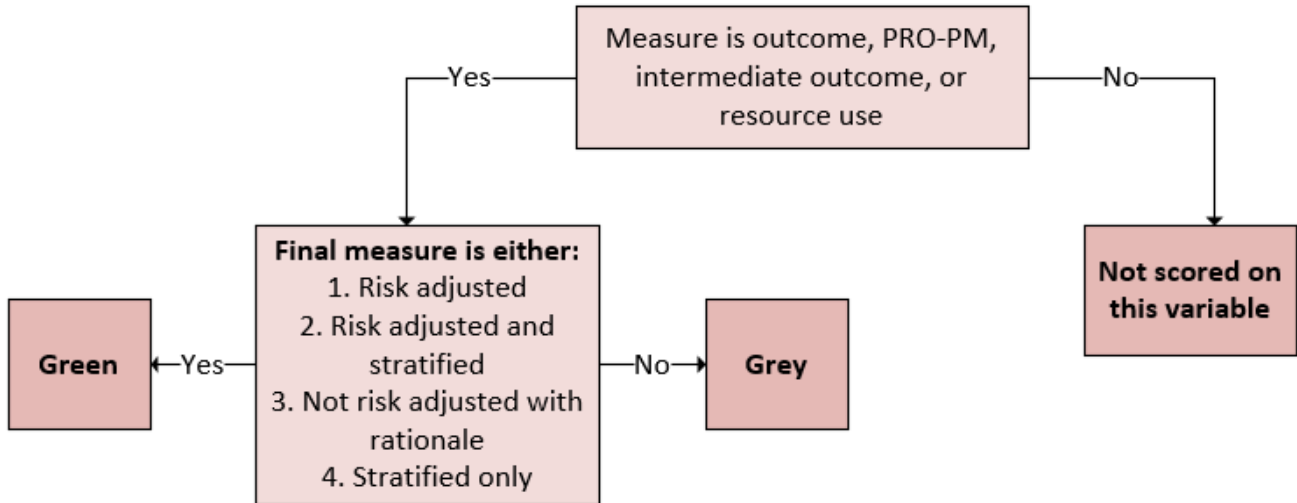 Measure is outcome, PRO-PM,
intermediate outcome, or
resource use
Yes
No
Final measure is either:
1. Risk adjusted
2. Risk adjusted and
stratified
3. Not risk adjusted with
rationale
4. Stratified only
Not scored on
this variable
Green
Yes
No
Grey